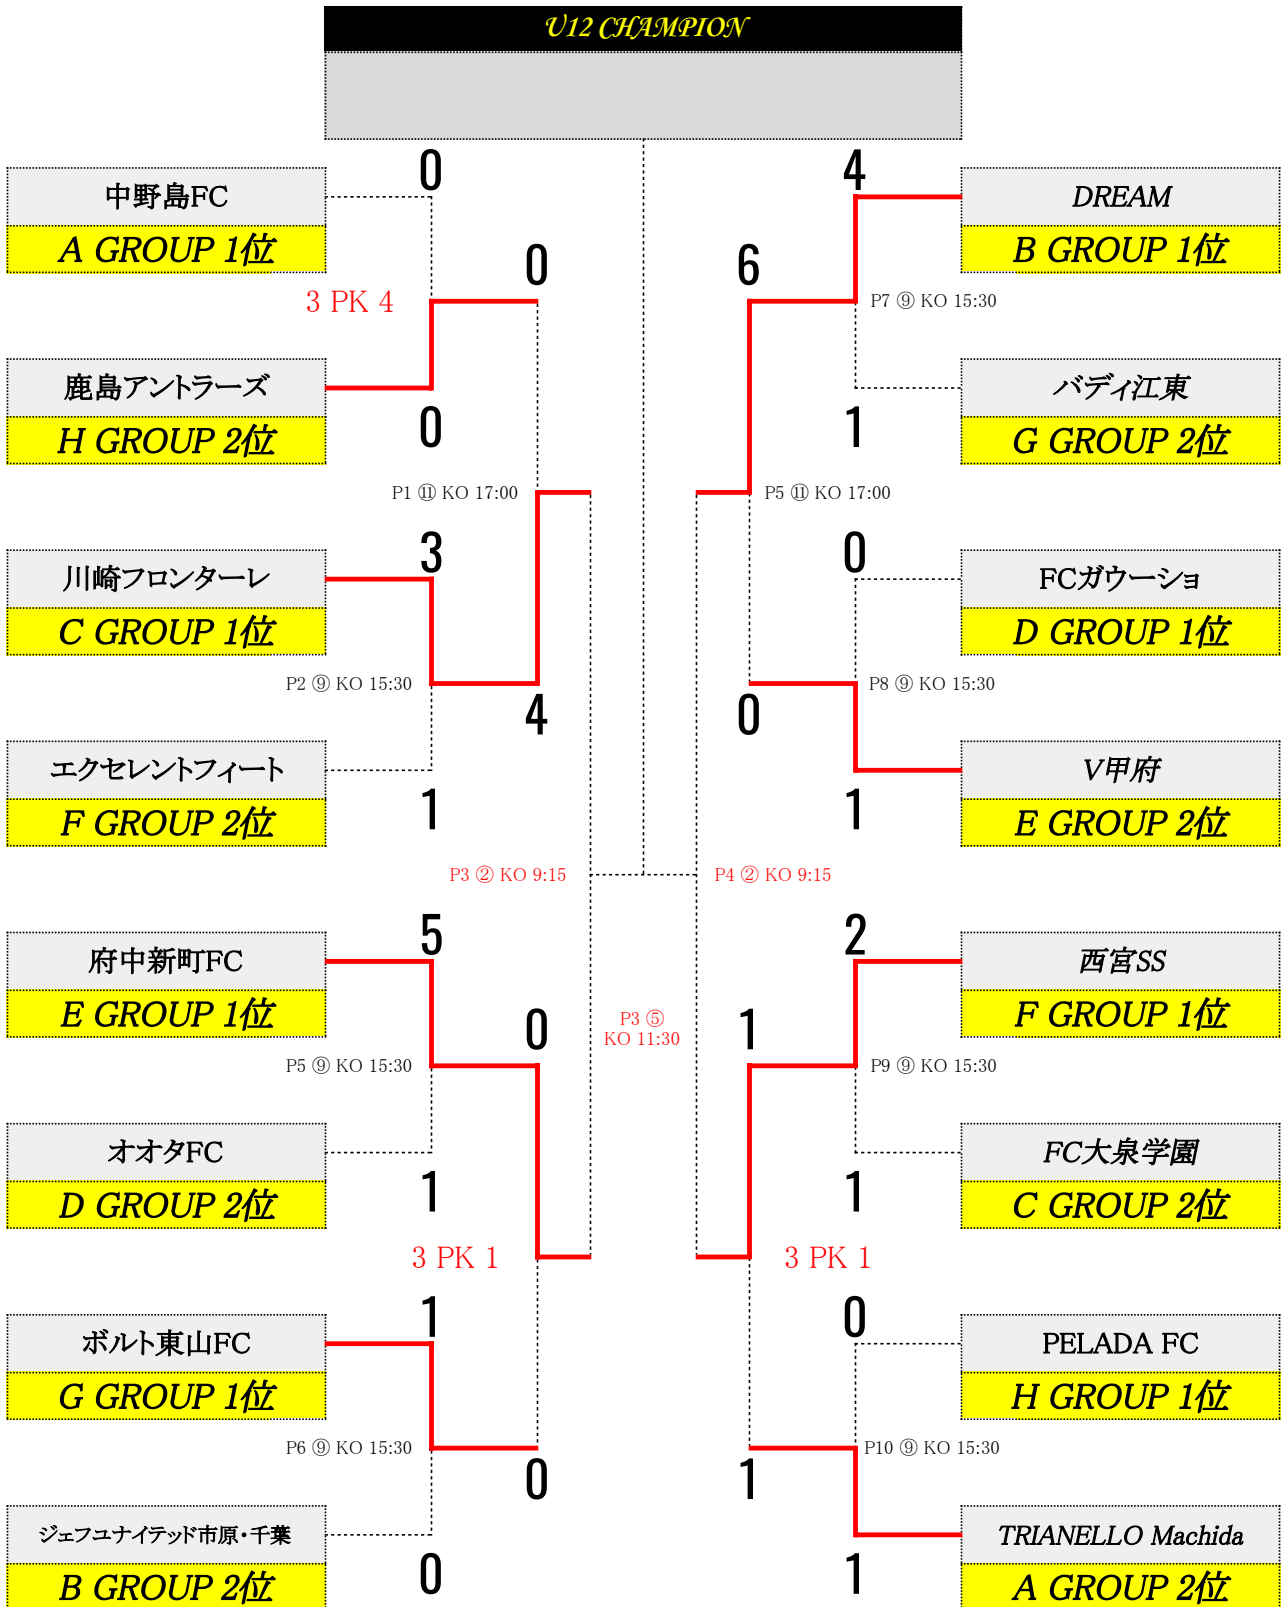 U12 CHAMPION
0
4
中野島FC
DREAM
A GROUP 1位
B GROUP 1位
0
6
3 PK 4
P7 ⑨ KO 15:30
鹿島アントラーズ
バディ江東
H GROUP 2位
G GROUP 2位
0
1
P1 ⑪ KO 17:00
P5 ⑪ KO 17:00
3
0
川崎フロンターレ
FCガウーショ
C GROUP 1位
D GROUP 1位
P2 ⑨ KO 15:30
P8 ⑨ KO 15:30
4
0
エクセレントフィート
V甲府
F GROUP 2位
E GROUP 2位
1
1
P3 ② KO 9:15
P4 ② KO 9:15
5
2
府中新町FC
西宮SS
E GROUP 1位
F GROUP 1位
0
P3 ⑤
KO 11:30
1
P5 ⑨ KO 15:30
P9 ⑨ KO 15:30
オオタFC
FC大泉学園
D GROUP 2位
C GROUP 2位
1
1
3 PK 1
3 PK 1
1
0
ボルト東山FC
PELADA FC
G GROUP 1位
H GROUP 1位
P6 ⑨ KO 15:30
P10 ⑨ KO 15:30
0
1
ジェフユナイテッド市原・千葉
TRIANELLO Machida
B GROUP 2位
A GROUP 2位
0
1